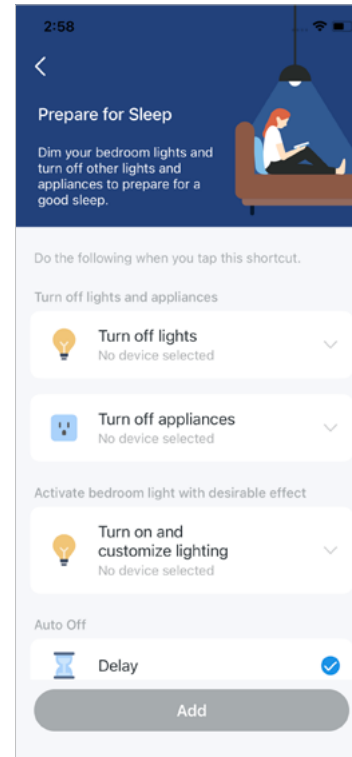 2:58
Prepare for Sleep
Dim your bedroom lights and
turn off other lights and
appliances to prepare for a
good sleep.
Do the following when you tap this shortcut.
Turn off lights and appliances
Turn off lights
No device selected
Turn off appliances
No device selected
Activate bedroom light with desirable effect
Turn on and
customize lighting
No device selected
Auto Off
Delay
Add